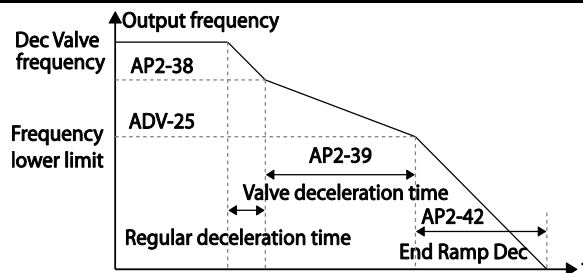 Output frequency
Dec Valve
frequency
AP2-38
ADV-25
Frequency
lower limit
AP2-39
Valve deceleration time
AP2-42
Regular deceleration time
End Ramp Dec